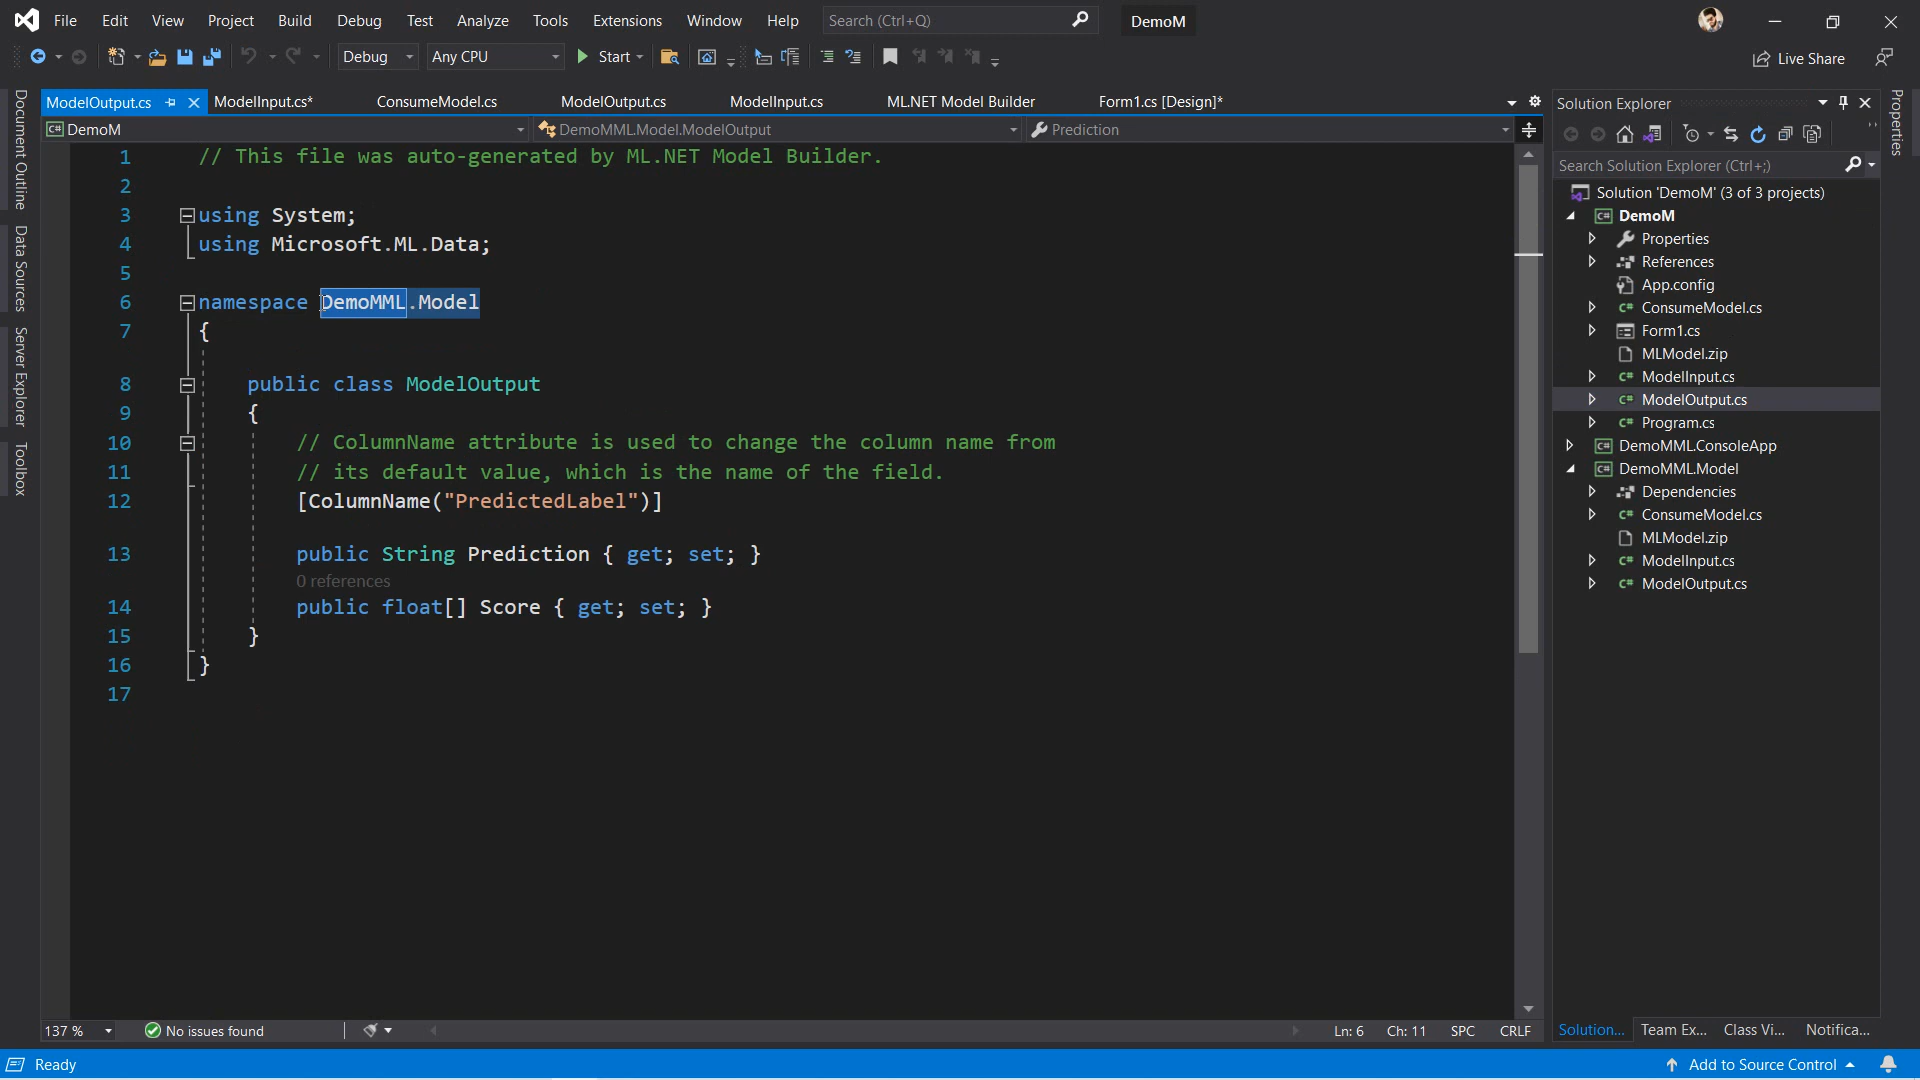 File Edit View Project Build Debug Test Analyze Tools Extensions Window Help Search (Ctrl+Q) DemoM
Debug Any CPU Start Live Share
ModelOutput.cs ModelInput.cs* ConsumeModel.cs ModelOutput.cs ModelInput.cs ML.NET Model Builder Form1.cs [Design]*
DemoM DemoMML.Model.ModelOutput Prediction
Document Outline
Data Sources
Server Explorer
Toolbox
1 // This file was auto-generated by ML.NET Model Builder.
2
3 using System;
4 using Microsoft.ML.Data;
5
6 namespace DemoMML.Model
7 {
8 public class ModelOutput
9 {
10 // ColumnName attribute is used to change the column name from
11 // its default value, which is the name of the field.
12 [ColumnName("PredictedLabel")]
13 public String Prediction { get; set; }
0 references
14 public float[] Score { get; set; }
15 }
16 }
17
137 % No issues found Ln: 6 Ch: 11 SPC CRLF
Solution Explorer
Search Solution Explorer (Ctrl+;)
Solution 'DemoM' (3 of 3 projects)
C# DemoM
Properties
References
App.config
C# ConsumeModel.cs
Form1.cs
MLModel.zip
C# ModelInput.cs
C# ModelOutput.cs
C# Program.cs
C# DemoMML.ConsoleApp
C# DemoMML.Model
Dependencies
C# ConsumeModel.cs
MLModel.zip
C# ModelInput.cs
C# ModelOutput.cs
Solution... Team Ex... Class Vi... Notifica...
Properties
Ready Add to Source Control